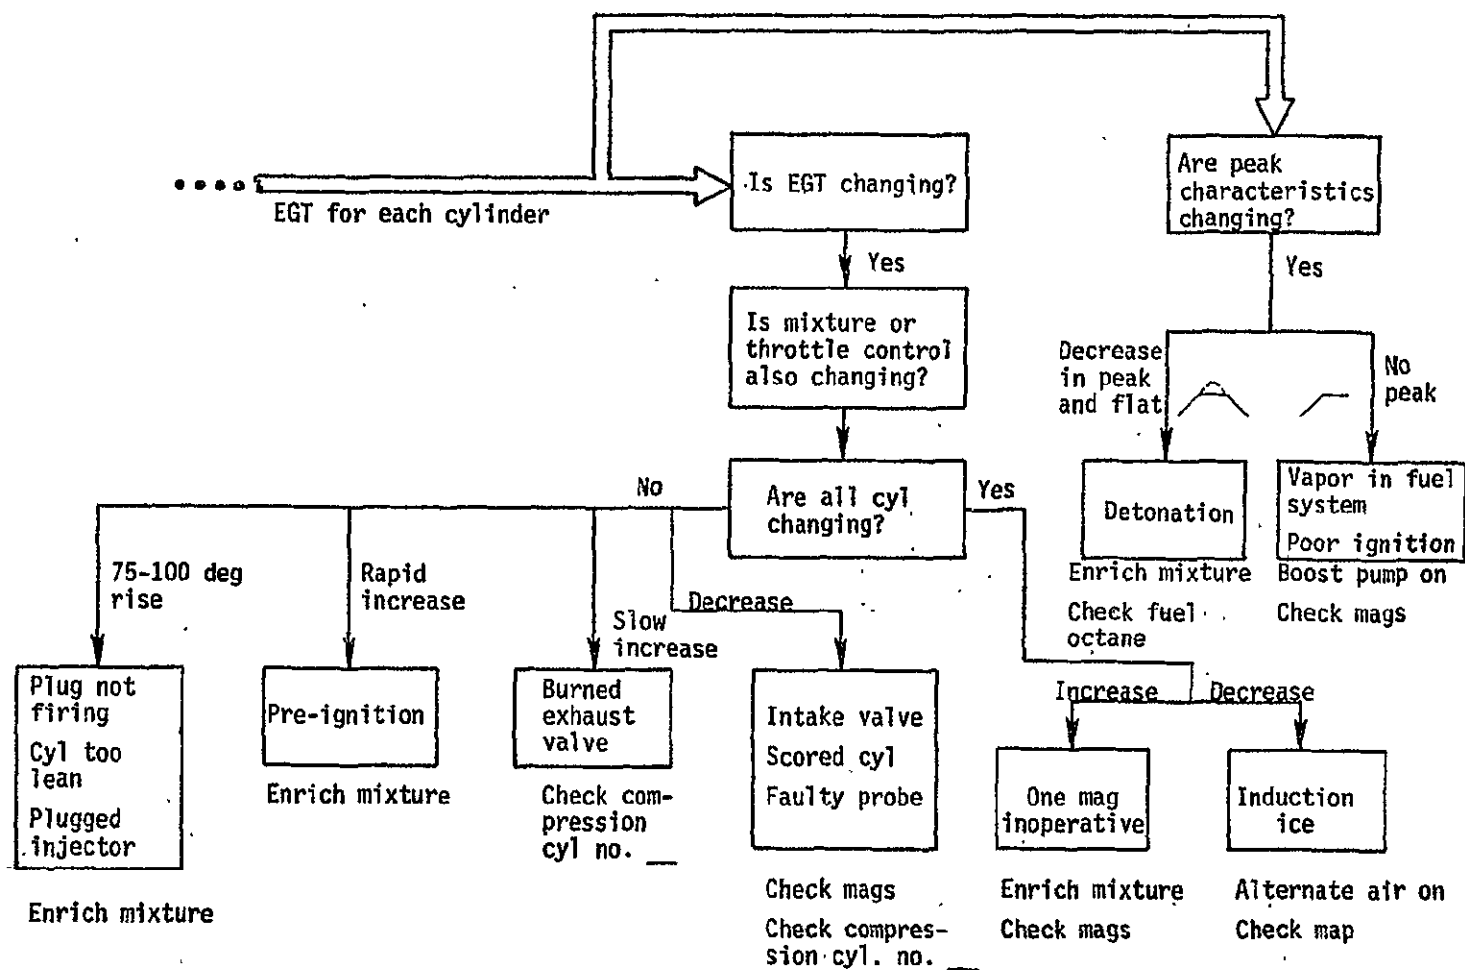 EGT for each cylinder
Is EGT changing?
Yes
Is mixture or
throttle control
also changing?
Are all cyl
changing?
No
Yes
75-100 deg
rise
Plug not
firing
Cyl too
lean
Plugged
injector
Enrich mixture
Rapid
increase
Pre-ignition
Enrich mixture
Slow
increase
Burned
exhaust
valve
Check com-
pression
cyl no. __
Decrease
Intake valve
Scored cyl
Faulty probe
Check mags
Check compres-
sion cyl. no. __
Increase
One mag
inoperative
Enrich mixture
Check mags
Decrease
Induction
ice
Alternate air on
Check map
Are peak
characteristics
changing?
Yes
Decrease
in peak
and flat
Detonation
Enrich mixture
Check fuel
octane
No
peak
Vapor in fuel
system
Poor ignition
Boost pump on
Check mags